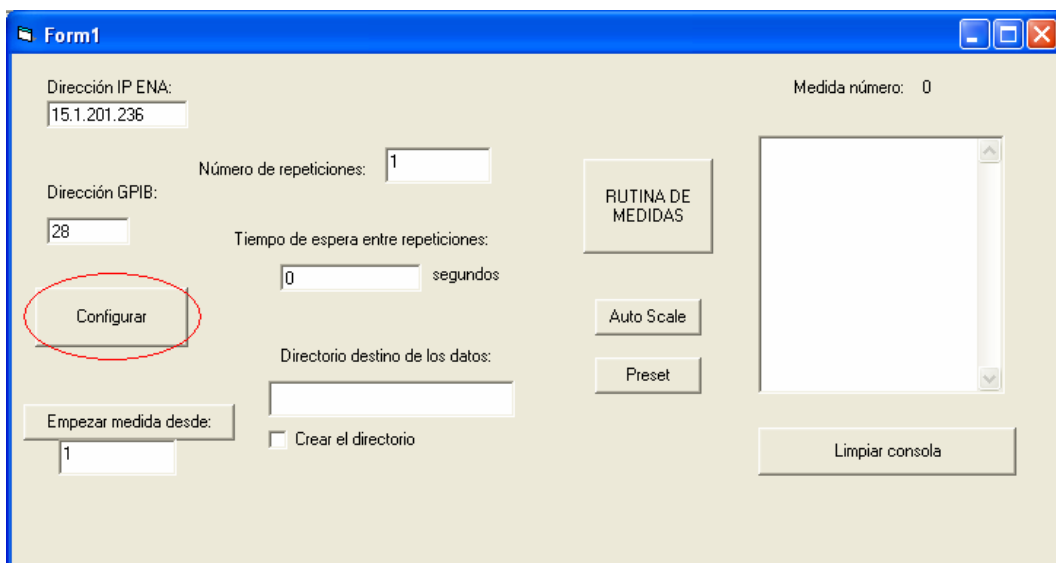 Form1
Dirección IP ENA:
15.1.201.236
Medida número: 0
Número de repeticiones:
1
Dirección GPIB:
28
RUTINA DE
MEDIDAS
Tiempo de espera entre repeticiones:
0
segundos
Configurar
Auto Scale
Directorio destino de los datos:
Preset
Empezar medida desde:
1
Crear el directorio
Limpiar consola